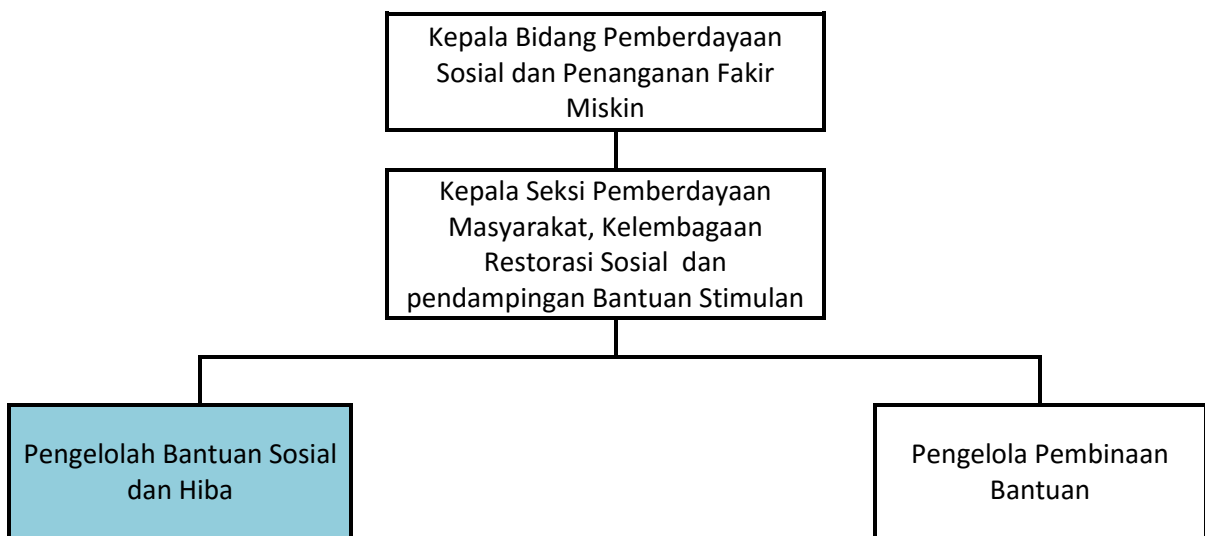 Kepala Bidang Pemberdayaan
Sosial dan Penanganan Fakir
Miskin
Kepala Seksi Pemberdayaan
Masyarakat, Kelembagaan
Restorasi Sosial dan
pendampingan Bantuan Stimulan
Pengelolah Bantuan Sosial
dan Hiba
Pengelola Pembinaan
Bantuan